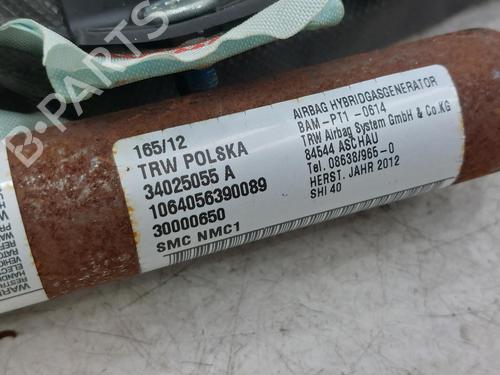 165/12
TRW POLSKA
34025055 A
1064056390089
30000650
SMC NMC1
AIRBAG HYBRIDGASGENERATOR
BAM -PT1 -0614
TRW Airbag System GmbH & Co.KG
84544 ASCHAU
Tel. 08638/965-0
HERST. JAHR 2012
SHI 40
B-PARTS